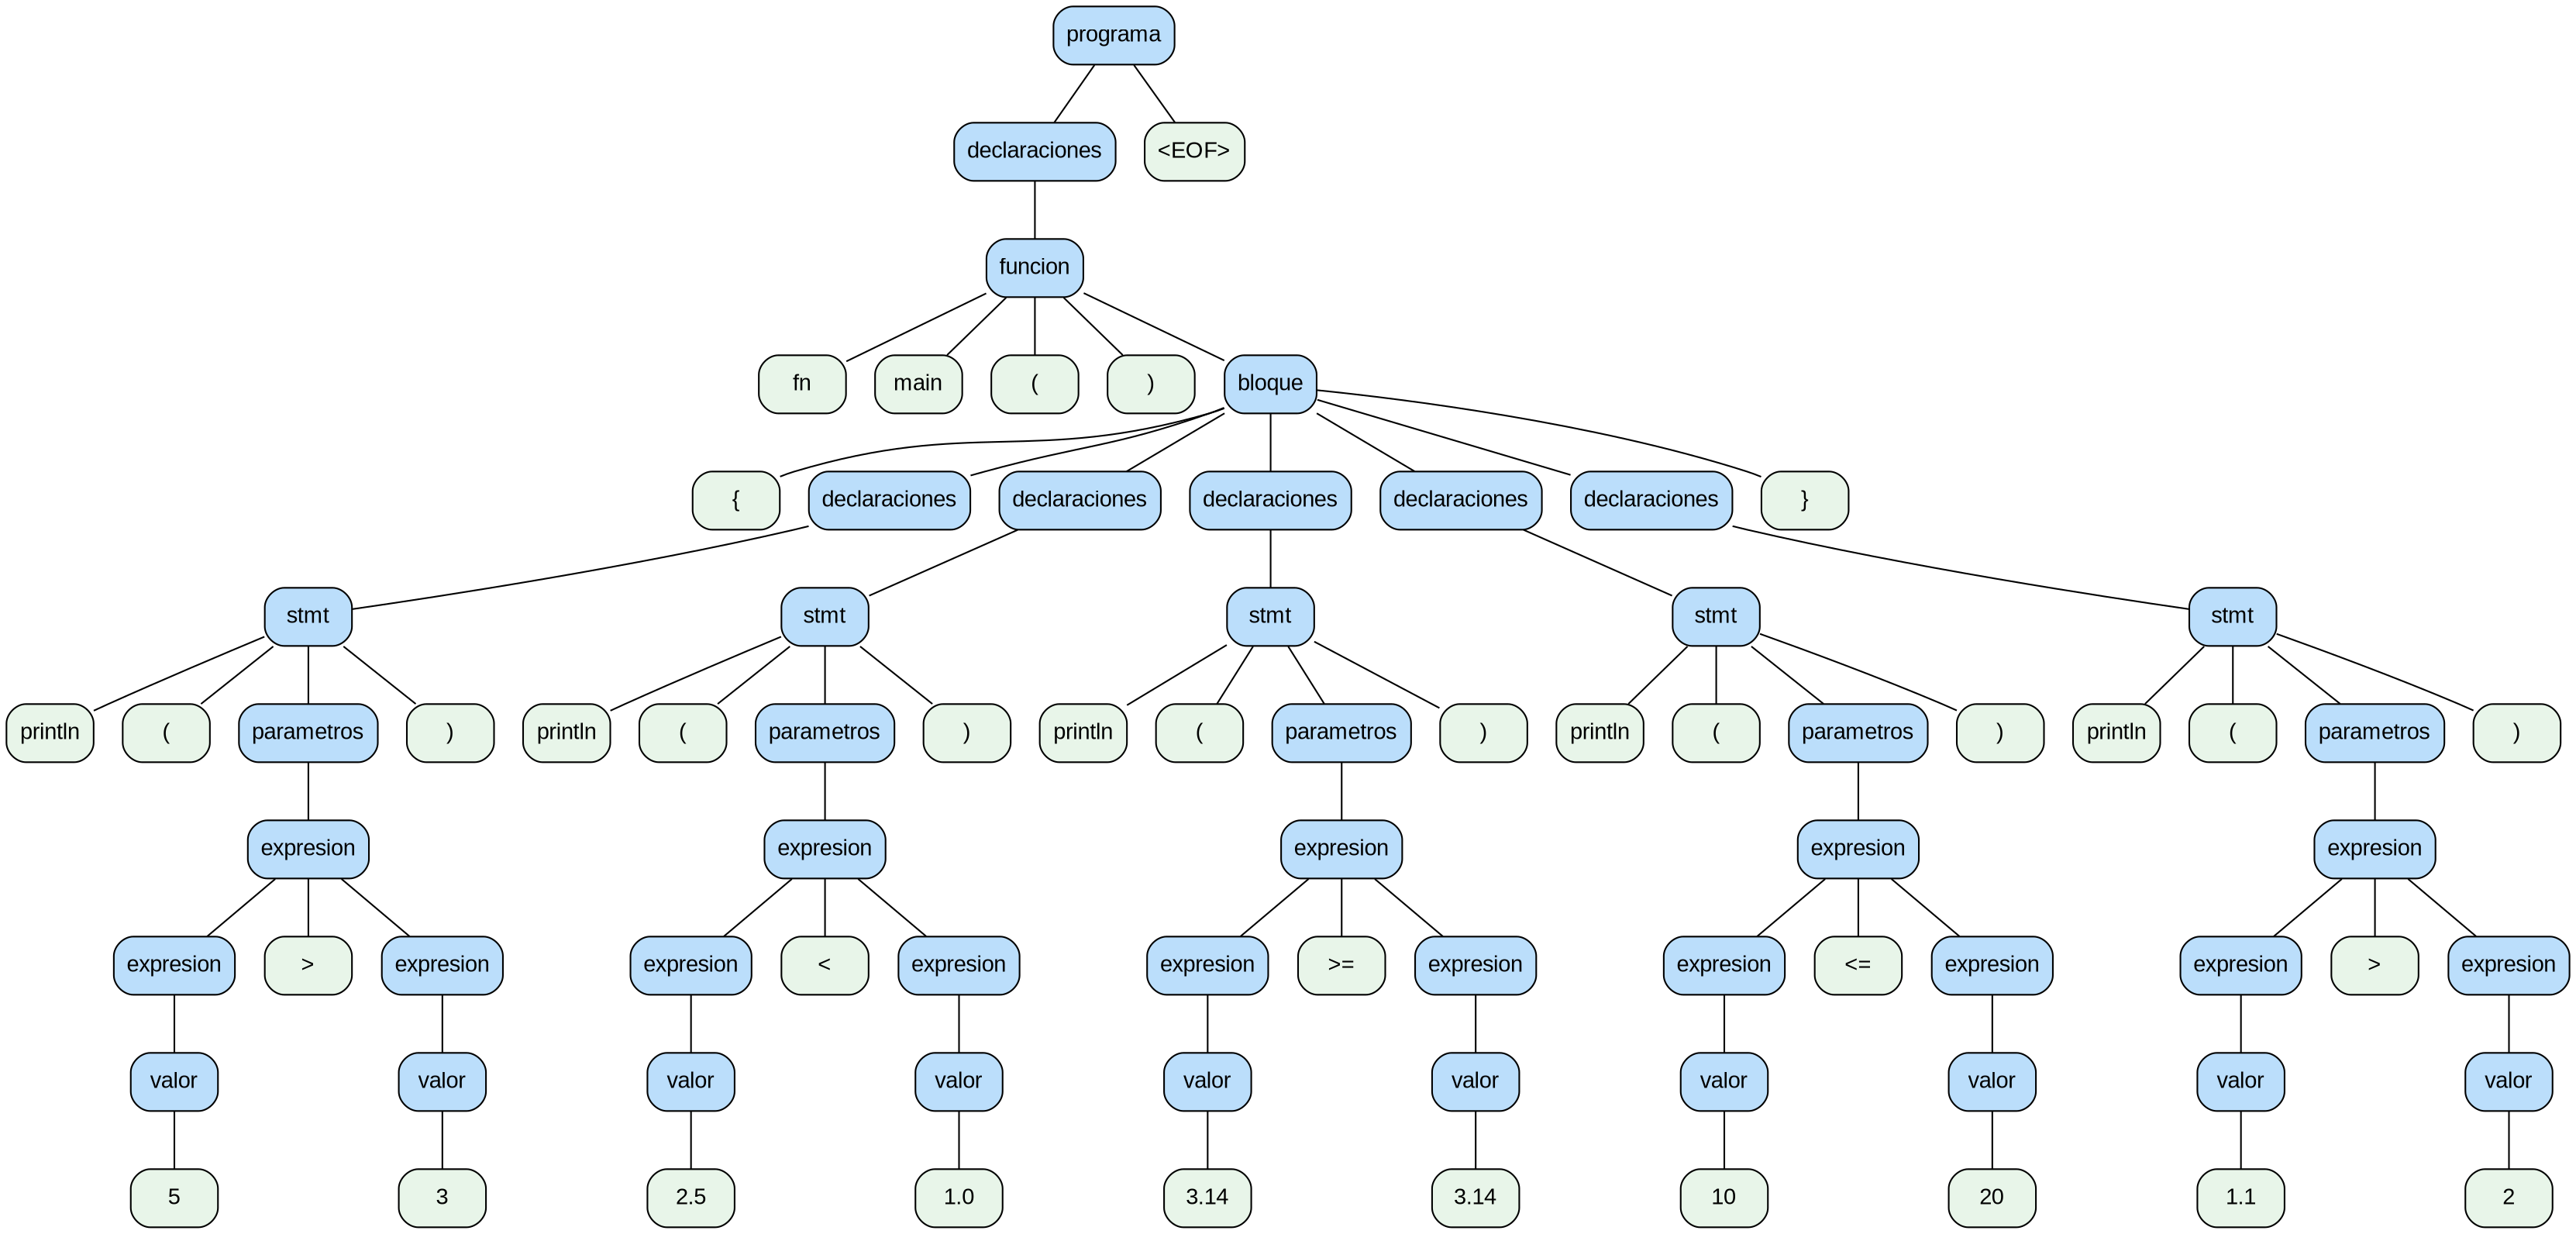 programa
declaraciones <EOF>
funcion
fn main ( ) bloque
{ declaraciones declaraciones declaraciones declaraciones declaraciones }
stmt stmt stmt stmt stmt
println ( parametros ) println ( parametros ) println ( parametros ) println ( parametros ) println ( parametros )
expresion expresion expresion expresion expresion
expresion > expresion expresion < expresion expresion >= expresion expresion <= expresion expresion > expresion
valor valor valor valor valor valor valor valor valor valor
5 3 2.5 1.0 3.14 3.14 10 20 1.1 2